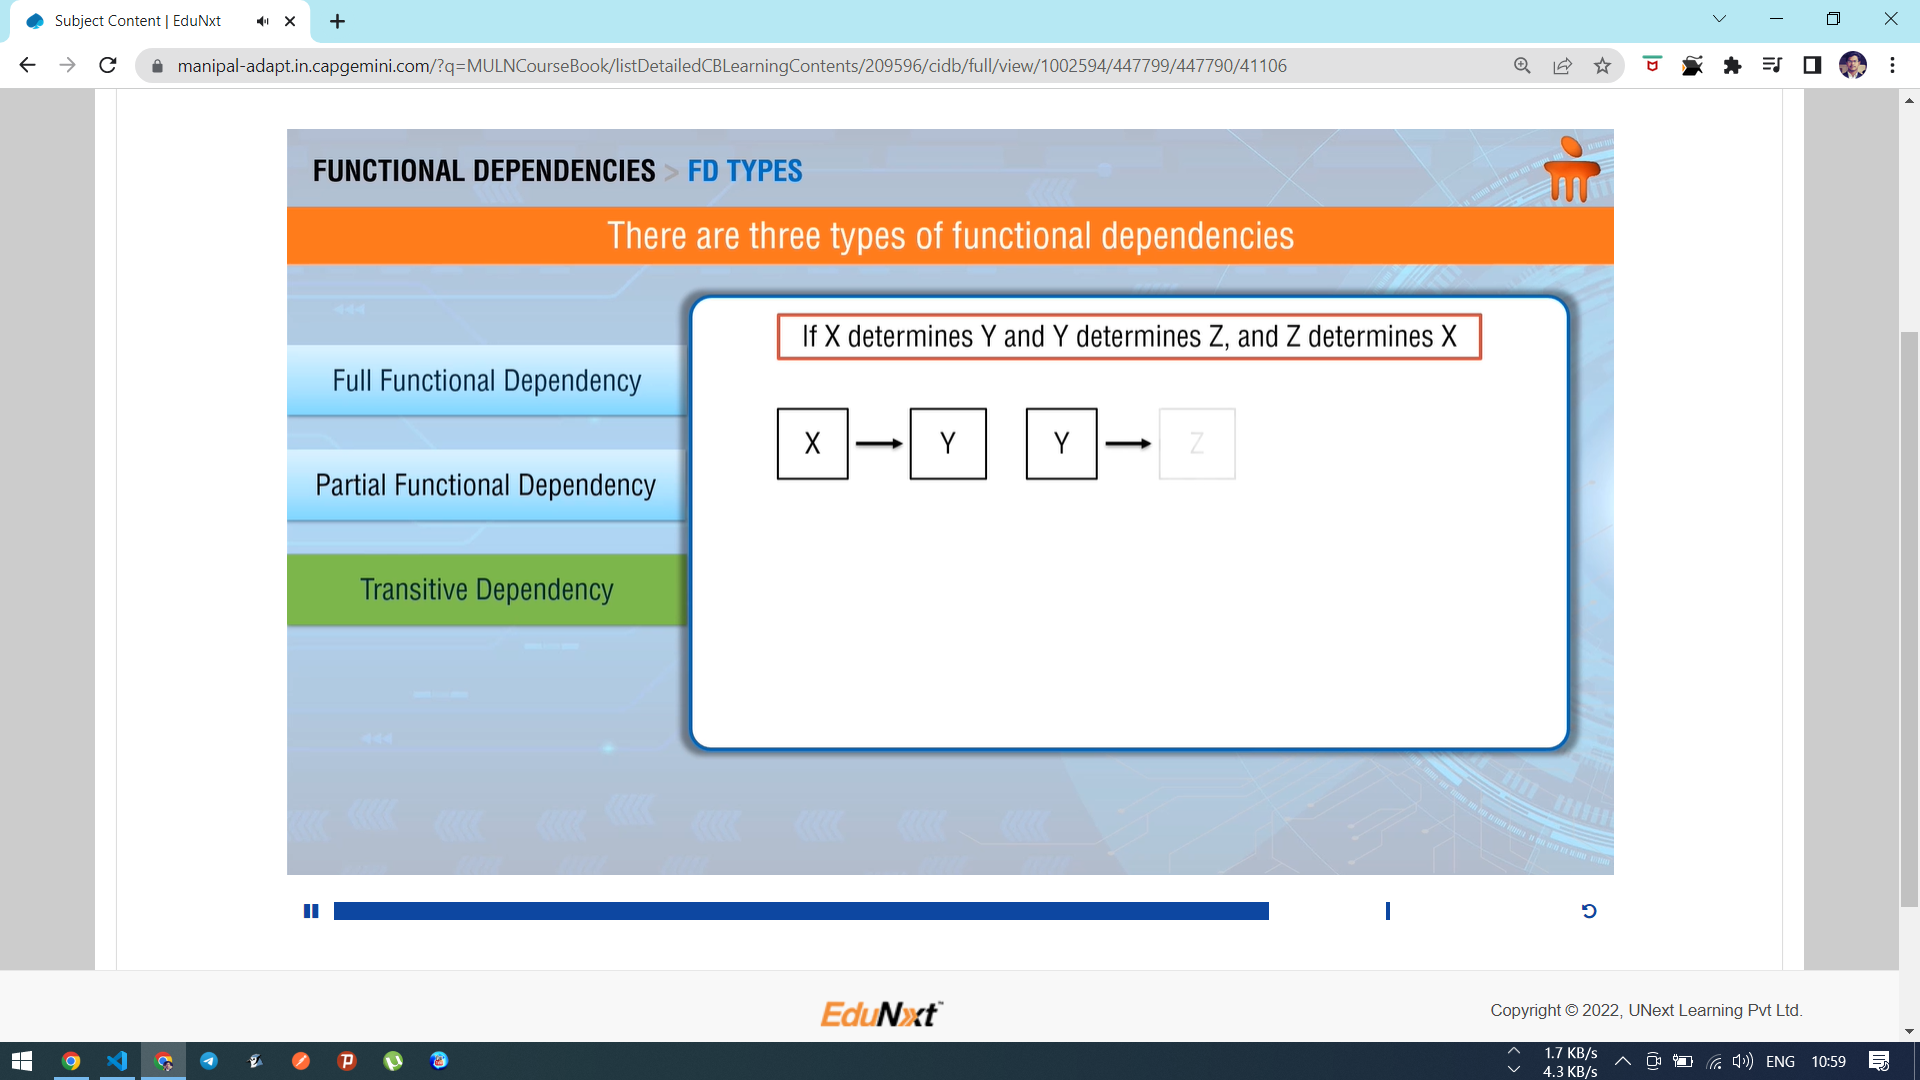 Subject Content | EduNxt
manipal-adapt.in.capgemini.com/?q=MULNCourseBook/listDetailedCBLearningContents/209596/cidb/full/view/1002594/447799/447790/41106
FUNCTIONAL DEPENDENCIES > FD TYPES
There are three types of functional dependencies
If X determines Y and Y determines Z, and Z determines X
Full Functional Dependency
X Y Y Z
Partial Functional Dependency
Transitive Dependency
EduNxt
Copyright © 2022, UNext Learning Pvt Ltd.
1.7 KB/s
4.3 KB/s
ENG
10:59